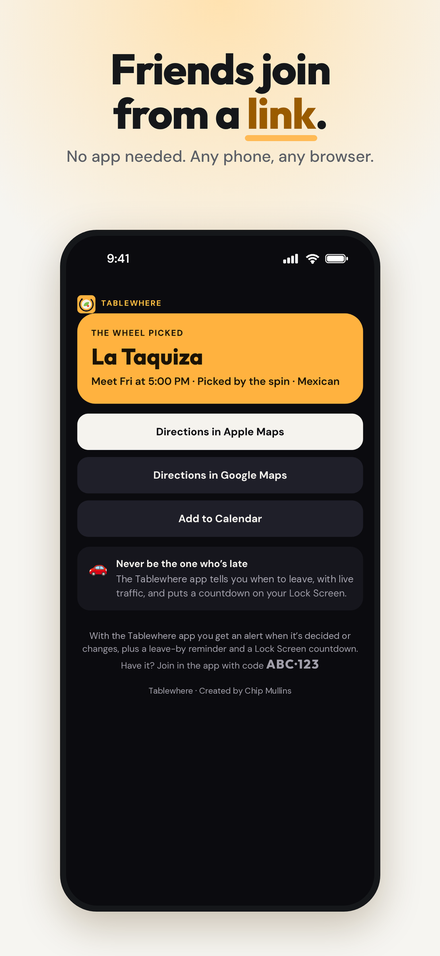 Friends join
from a link.
No app needed. Any phone, any browser.
9:41
TABLEWHERE
THE WHEEL PICKED
La Taquiza
Meet Fri at 5:00 PM · Picked by the spin · Mexican
Directions in Apple Maps
Directions in Google Maps
Add to Calendar
Never be the one who’s late
The Tablewhere app tells you when to leave, with live
traffic, and puts a countdown on your Lock Screen.
With the Tablewhere app you get an alert when it’s decided or
changes, plus a leave-by reminder and a Lock Screen countdown.
Have it? Join in the app with code ABC·123
Tablewhere · Created by Chip Mullins